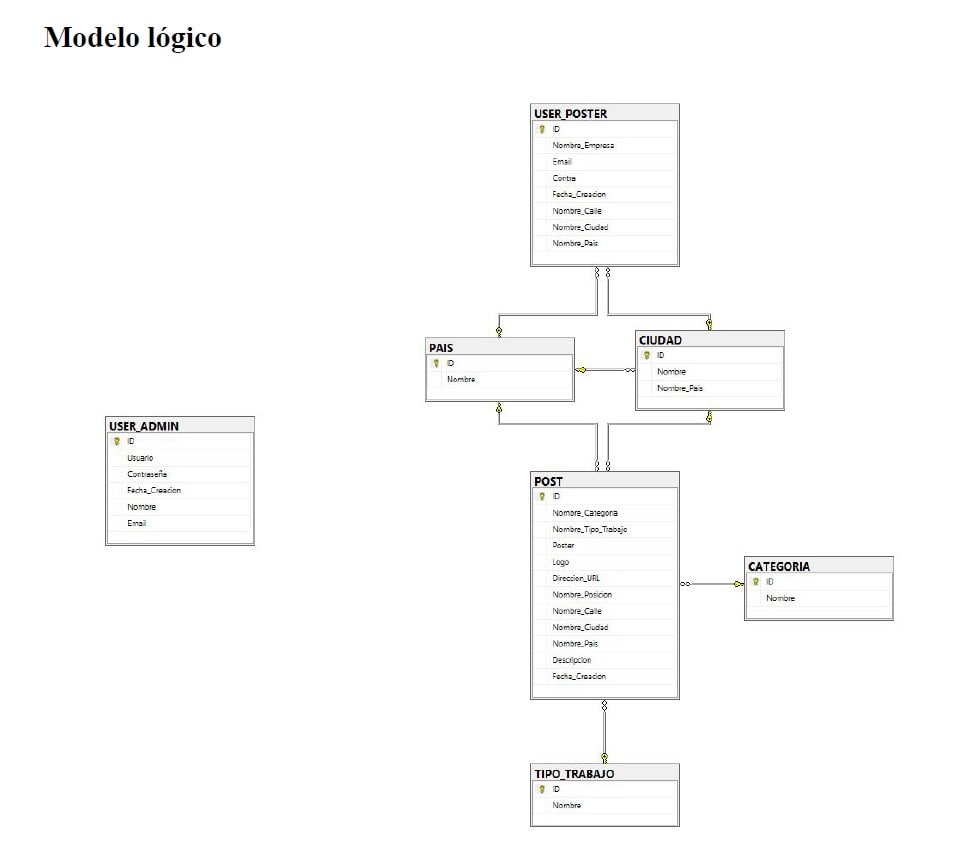 Modelo lógico
USER_POSTER
ID
Nombre_Empresa
Email
Contra
Fecha_Creacion
Nombre_Calle
Nombre_Ciudad
Nombre_Pais
PAIS
ID
Nombre
CIUDAD
ID
Nombre
Nombre_Pais
USER_ADMIN
ID
Usuario
Contraseña
Fecha_Creacion
Nombre
Email
POST
ID
Nombre_Categoria
Nombre_Tipo_Trabajo
Poster
Logo
Direccion_URL
Nombre_Posicion
Nombre_Calle
Nombre_Ciudad
Nombre_Pais
Descripcion
Fecha_Creacion
CATEGORIA
ID
Nombre
TIPO_TRABAJO
ID
Nombre